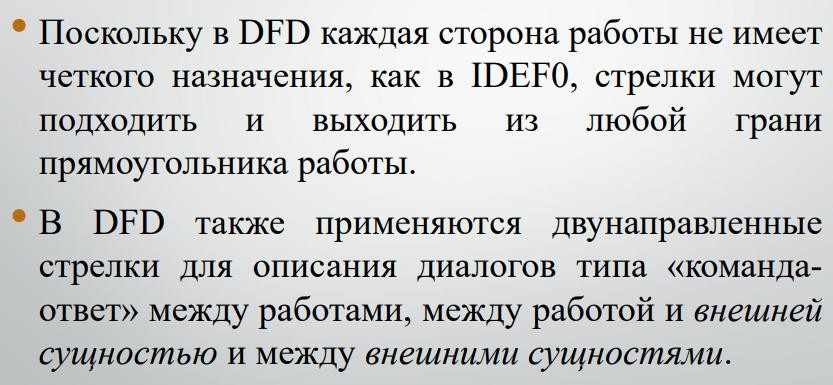 • Поскольку в DFD каждая сторона работы не имеет
четкого назначения, как в IDEF0, стрелки могут
подходить и выходить из любой грани
прямоугольника работы.
• В DFD также применяются двунаправленные
стрелки для описания диалогов типа «команда-
ответ» между работами, между работой и внешней
сущностью и между внешними сущностями.